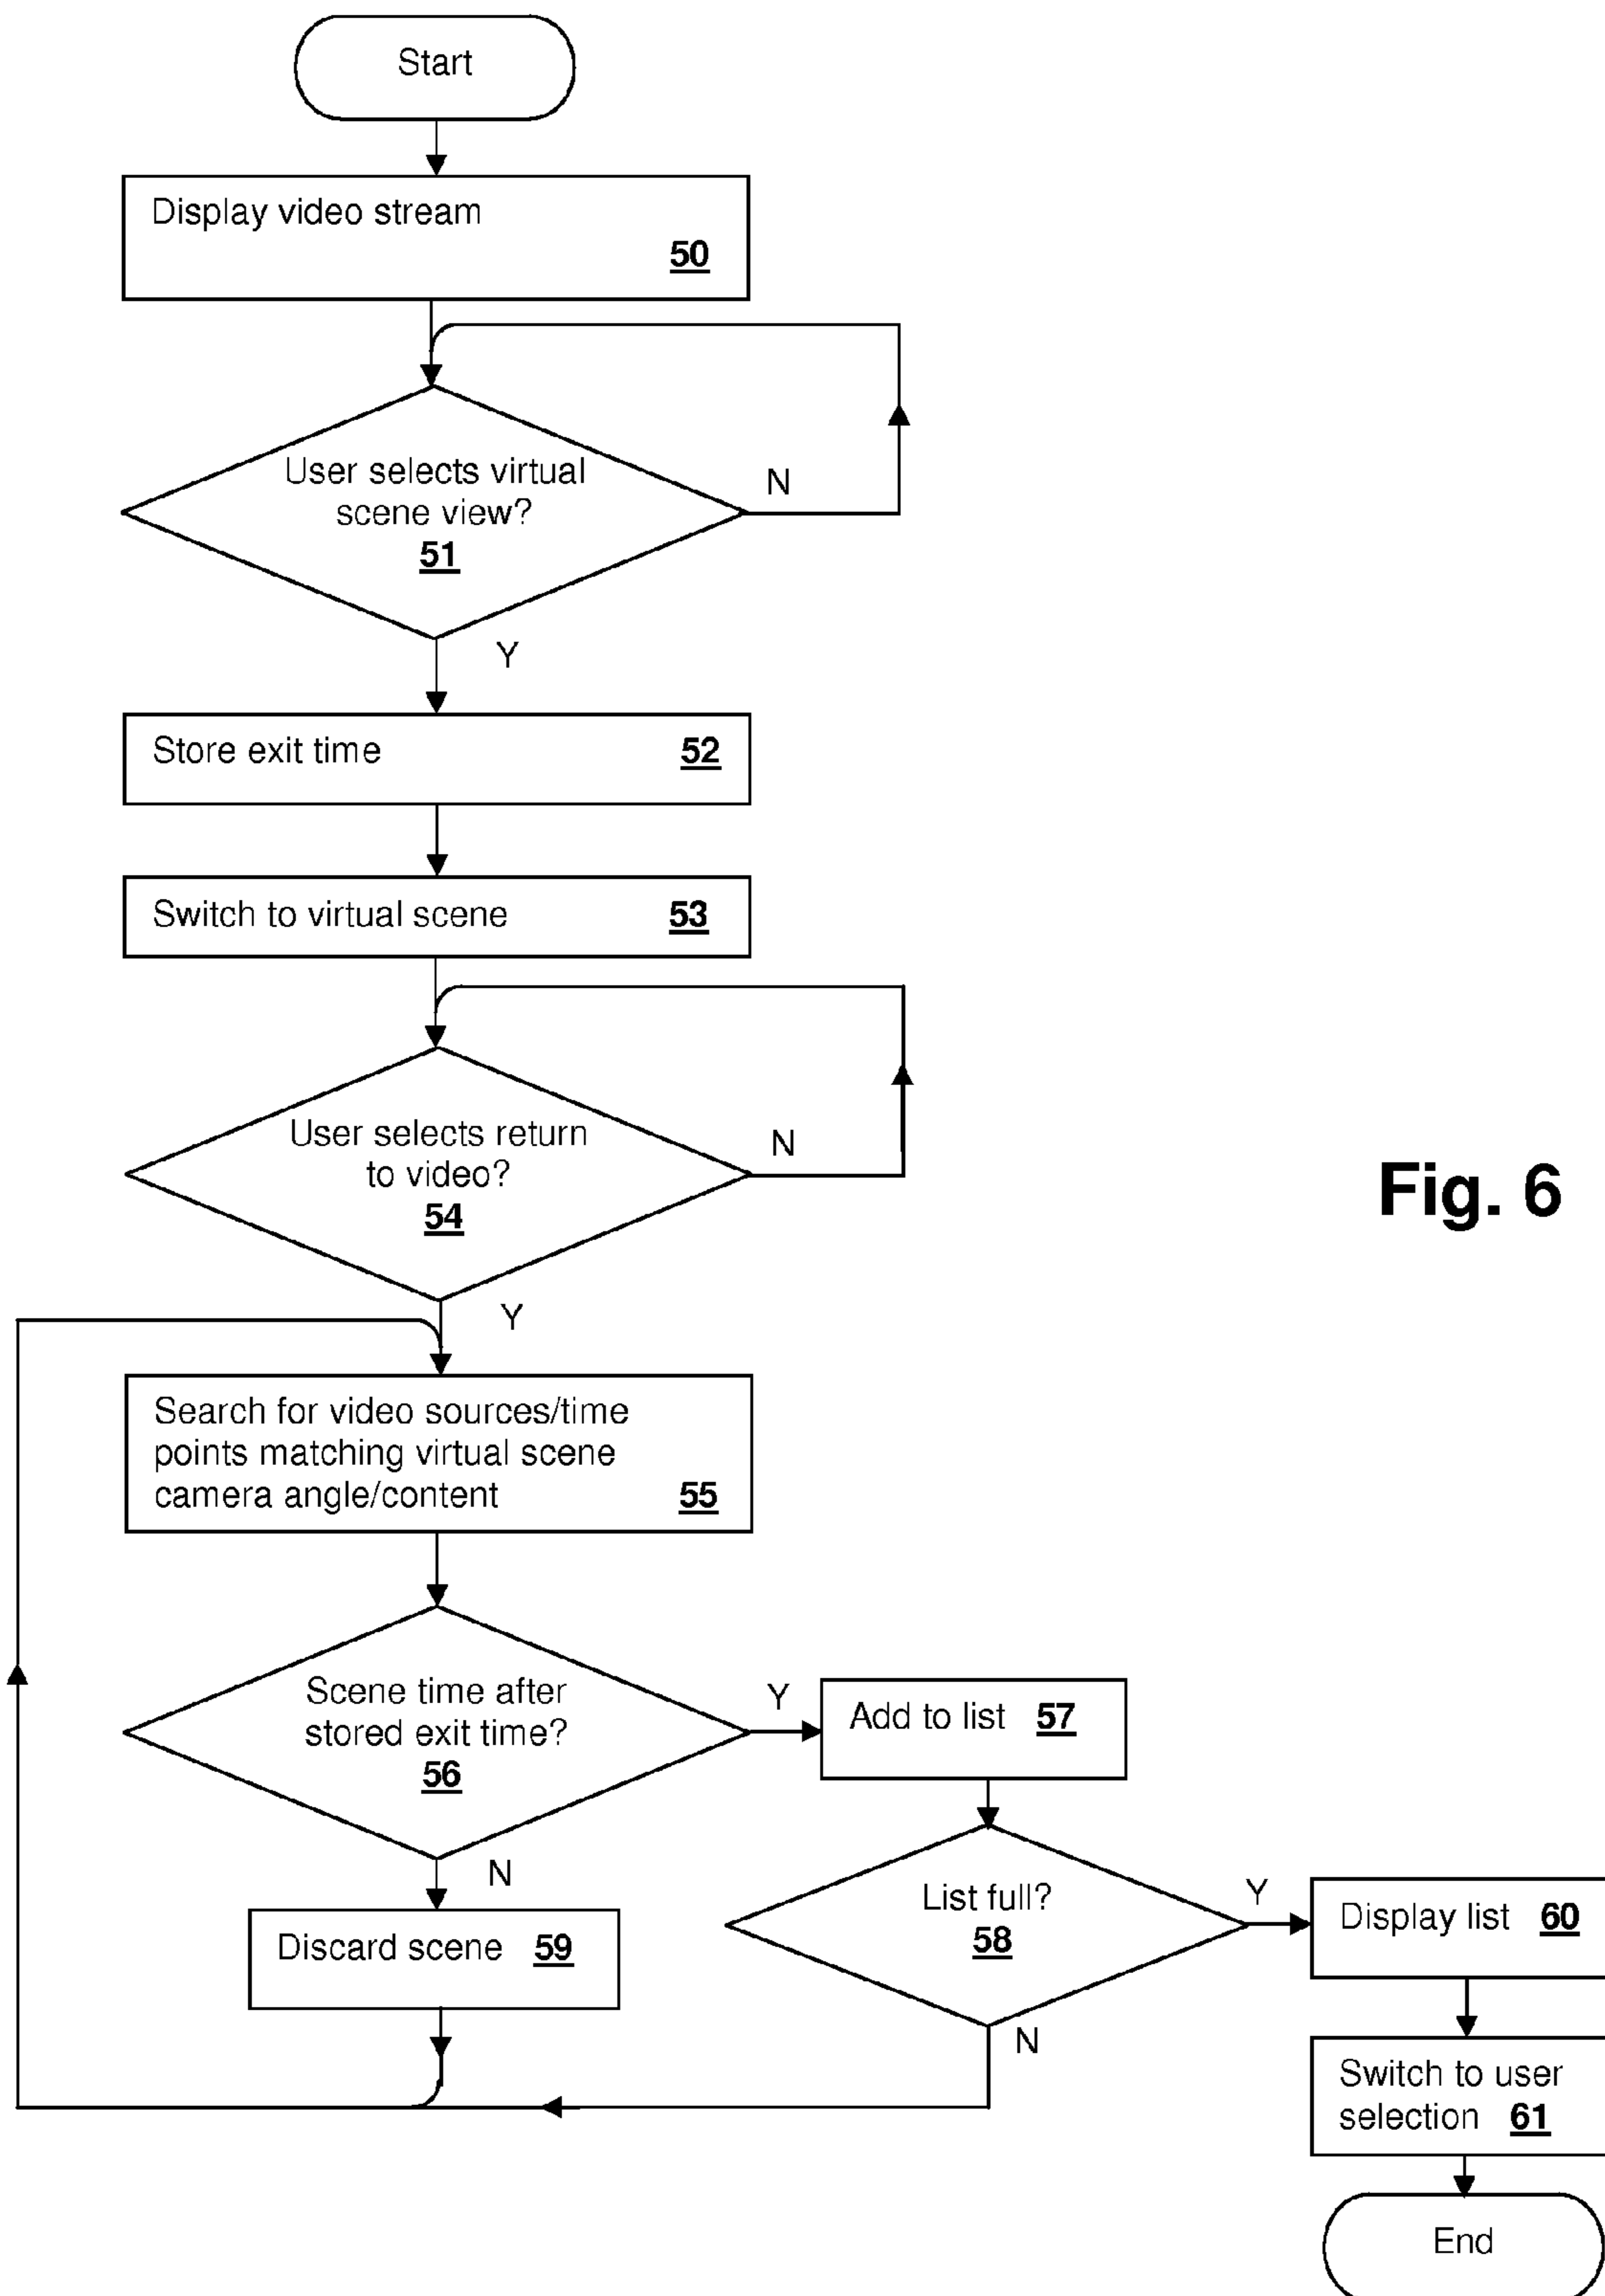 Start
Display video stream
50
User selects virtual
scene view?
51
N
Y
Store exit time 52
Switch to virtual scene 53
User selects return
to video?
54
N
Fig. 6
Y
Search for video sources/time
points matching virtual scene
camera angle/content 55
Scene time after
stored exit time?
56
Y
Add to list 57
N
Discard scene 59
List full?
58
Y
N
Display list 60
Switch to user
selection 61
End